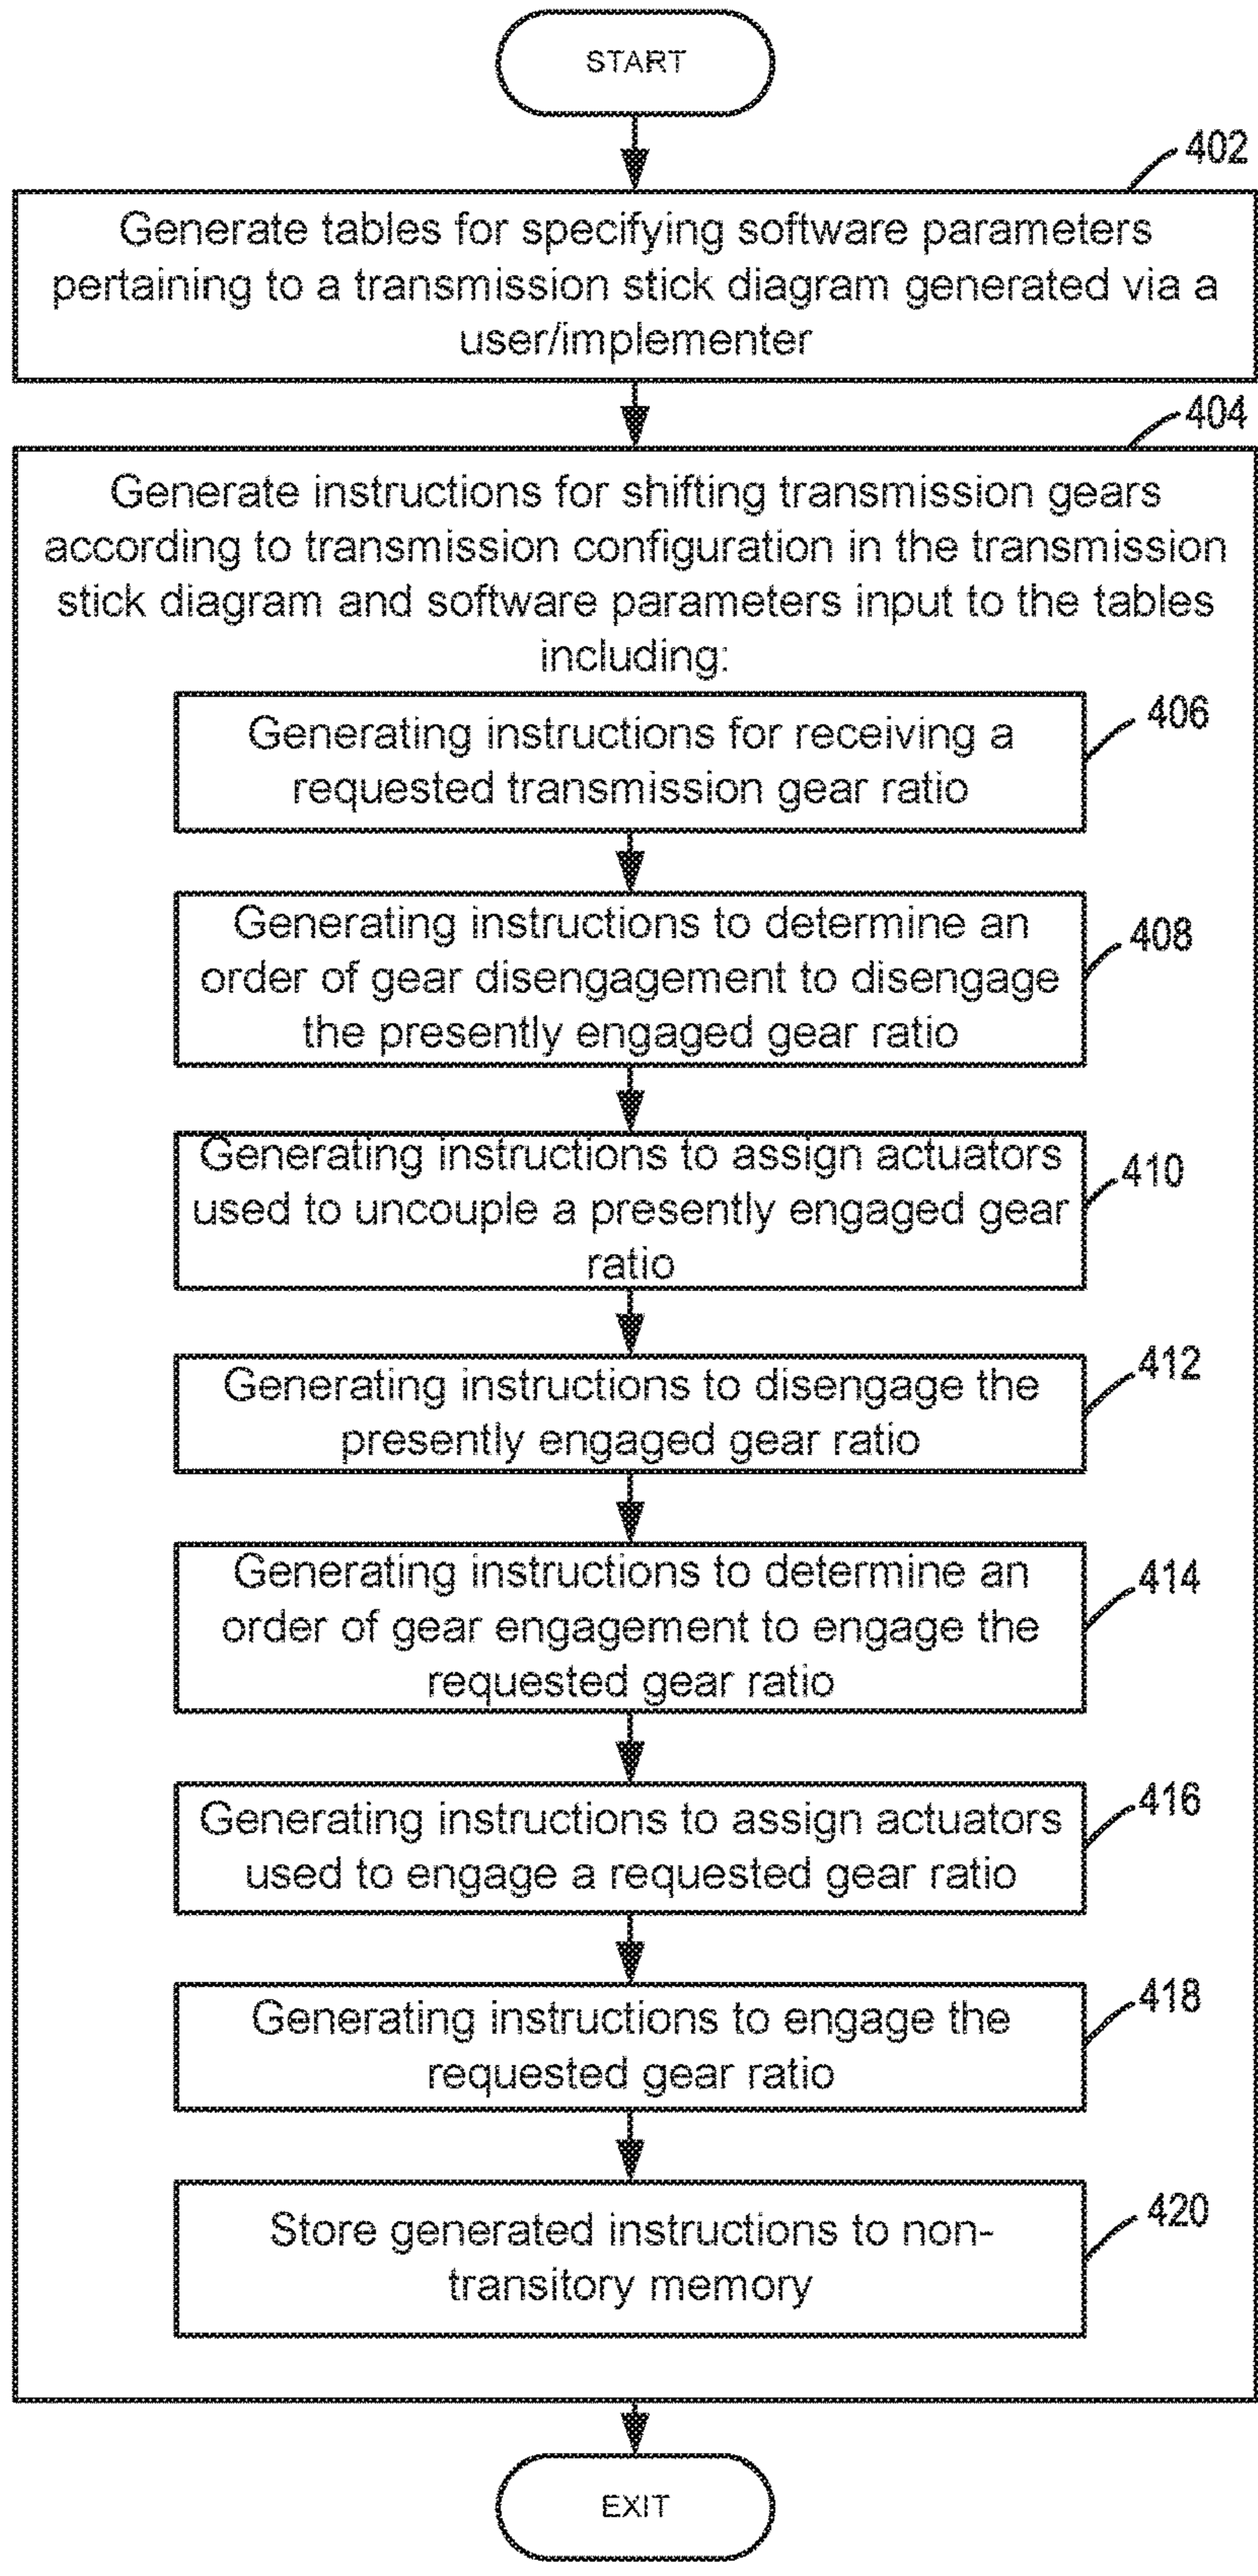 START
402
Generate tables for specifying software parameters
pertaining to a transmission stick diagram generated via a
user/implementer
404
Generate instructions for shifting transmission gears
according to transmission configuration in the transmission
stick diagram and software parameters input to the tables
including:
406
Generating instructions for receiving a
requested transmission gear ratio
408
Generating instructions to determine an
order of gear disengagement to disengage
the presently engaged gear ratio
410
Generating instructions to assign actuators
used to uncouple a presently engaged gear
ratio
412
Generating instructions to disengage the
presently engaged gear ratio
414
Generating instructions to determine an
order of gear engagement to engage the
requested gear ratio
416
Generating instructions to assign actuators
used to engage a requested gear ratio
418
Generating instructions to engage the
requested gear ratio
420
Store generated instructions to non-
transitory memory
EXIT